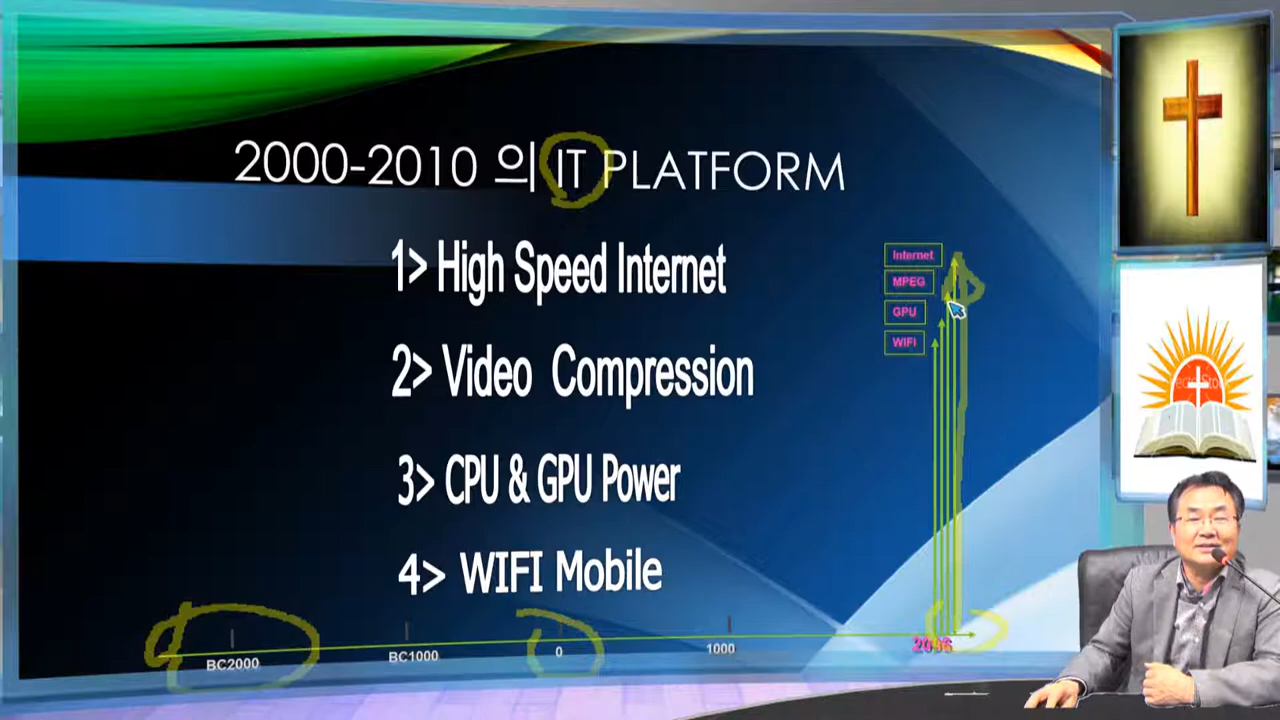 2000-2010 의 IT PLATFORM
1> High Speed Internet
2> Video Compression
3> CPU & GPU Power
4> WIFI Mobile
Internet
MPEG
GPU
WIFI
BC2000
BC1000
0
1000